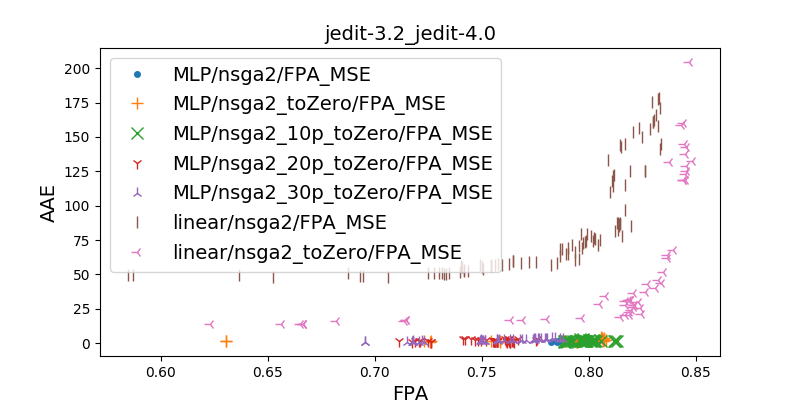 jedit-3.2_jedit-4.0
MLP/nsga2/FPA_MSE
MLP/nsga2_toZero/FPA_MSE
MLP/nsga2_10p_toZero/FPA_MSE
MLP/nsga2_20p_toZero/FPA_MSE
MLP/nsga2_30p_toZero/FPA_MSE
linear/nsga2/FPA_MSE
linear/nsga2_toZero/FPA_MSE
AAE
200
175
150
125
100
75
50
25
0
0.60 0.65 0.70 0.75 0.80 0.85
FPA